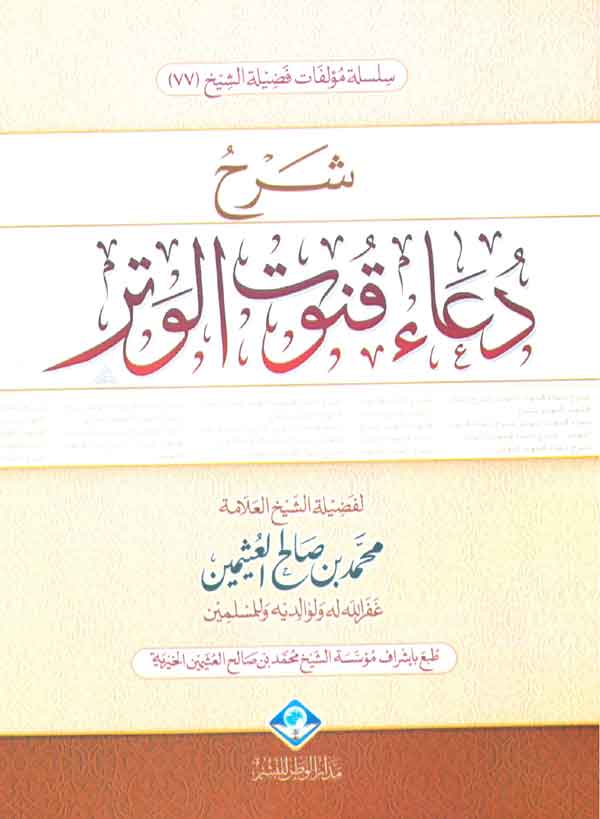 سلسلة مؤلفات فضيلة الشيخ (٧٧)
شرح
دعاء قنوت الوتر
لفضيلة الشيخ العلامة
محمد بن صالح العثيمين
غفر الله له ولوالديه وللمسلمين
طبع بإشراف مؤسسة الشيخ محمد بن صالح العثيمين الخيرية
مدار الوطن للنشر